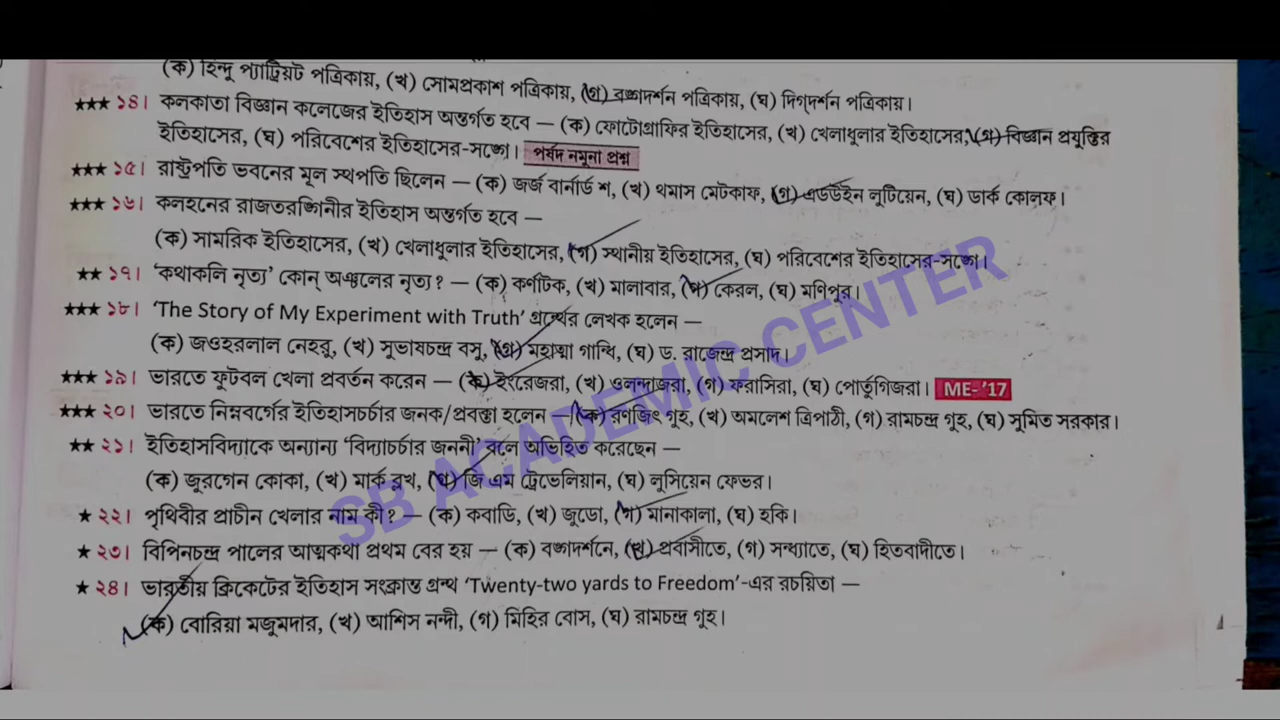 (ক) হিন্দু প্যাট্রিয়ট পত্রিকায়, (খ) সোমপ্রকাশ পত্রিকায়, (গ) বঙ্গদর্শন পত্রিকায়, (ঘ) দিগ্‌দর্শন পত্রিকায়।
★★★ ১৪। কলকাতা বিজ্ঞান কলেজের ইতিহাস অন্তর্গত হবে — (ক) ফোটোগ্রাফির ইতিহাসের, (খ) খেলাধুলার ইতিহাসের, (গ) বিজ্ঞান প্রযুক্তির
ইতিহাসের, (ঘ) পরিবেশের ইতিহাসের-সঙ্গে। পর্ষদ নমুনা প্রশ্ন
★★★ ১৫। রাষ্ট্রপতি ভবনের মূল স্থপতি ছিলেন — (ক) জর্জ বার্নার্ড শ, (খ) থমাস মেটকাফ, (গ) এডউইন লুটিয়েন, (ঘ) ডার্ক কোলফ।
★★★ ১৬। কলহনের রাজতরঙ্গিনীর ইতিহাস অন্তর্গত হবে —
(ক) সামরিক ইতিহাসের, (খ) খেলাধুলার ইতিহাসের, (গ) স্থানীয় ইতিহাসের, (ঘ) পরিবেশের ইতিহাসের-সঙ্গে।
★★ ১৭। ‘কথাকলি নৃত্য’ কোন্ অঞ্চলের নৃত্য? — (ক) কর্ণাটক, (খ) মালাবার, (গ) কেরল, (ঘ) মণিপুর।
★★★ ১৮। ‘The Story of My Experiment with Truth’ গ্রন্থের লেখক হলেন —
(ক) জওহরলাল নেহরু, (খ) সুভাষচন্দ্র বসু, (গ) মহাত্মা গান্ধি, (ঘ) ড. রাজেন্দ্র প্রসাদ।
★★★ ১৯। ভারতে ফুটবল খেলা প্রবর্তন করেন — (ক) ইংরেজরা, (খ) ওলন্দাজরা, (গ) ফরাসিরা, (ঘ) পোর্তুগিজরা। ME- '17
★★★ ২০। ভারতে নিম্নবর্গের ইতিহাসচর্চার জনক/প্রবক্তা হলেন — (ক) রণজিৎ গুহ, (খ) অমলেশ ত্রিপাঠী, (গ) রামচন্দ্র গুহ, (ঘ) সুমিত সরকার।
★★ ২১। ইতিহাসবিদ্যাকে অন্যান্য ‘বিদ্যাচর্চার জননী’ বলে অভিহিত করেছেন —
(ক) জুরগেন কোকা, (খ) মার্ক ব্লখ, (গ) জি এম ট্রেভেলিয়ান, (ঘ) লুসিয়েন ফেভর।
★ ২২। পৃথিবীর প্রাচীন খেলার নাম কী? — (ক) কবাডি, (খ) জুডো, (গ) মানাকালা, (ঘ) হকি।
★ ২৩। বিপিনচন্দ্র পালের আত্মকথা প্রথম বের হয় — (ক) বঙ্গদর্শনে, (খ) প্রবাসীতে, (গ) সন্ধ্যাতে, (ঘ) হিতবাদীতে।
★ ২৪। ভারতীয় ক্রিকেটের ইতিহাস সংক্রান্ত গ্রন্থ ‘Twenty-two yards to Freedom’-এর রচয়িতা —
(ক) বোরিয়া মজুমদার, (খ) আশিস নন্দী, (গ) মিহির বোস, (ঘ) রামচন্দ্র গুহ।
SB ACADEMIC CENTER